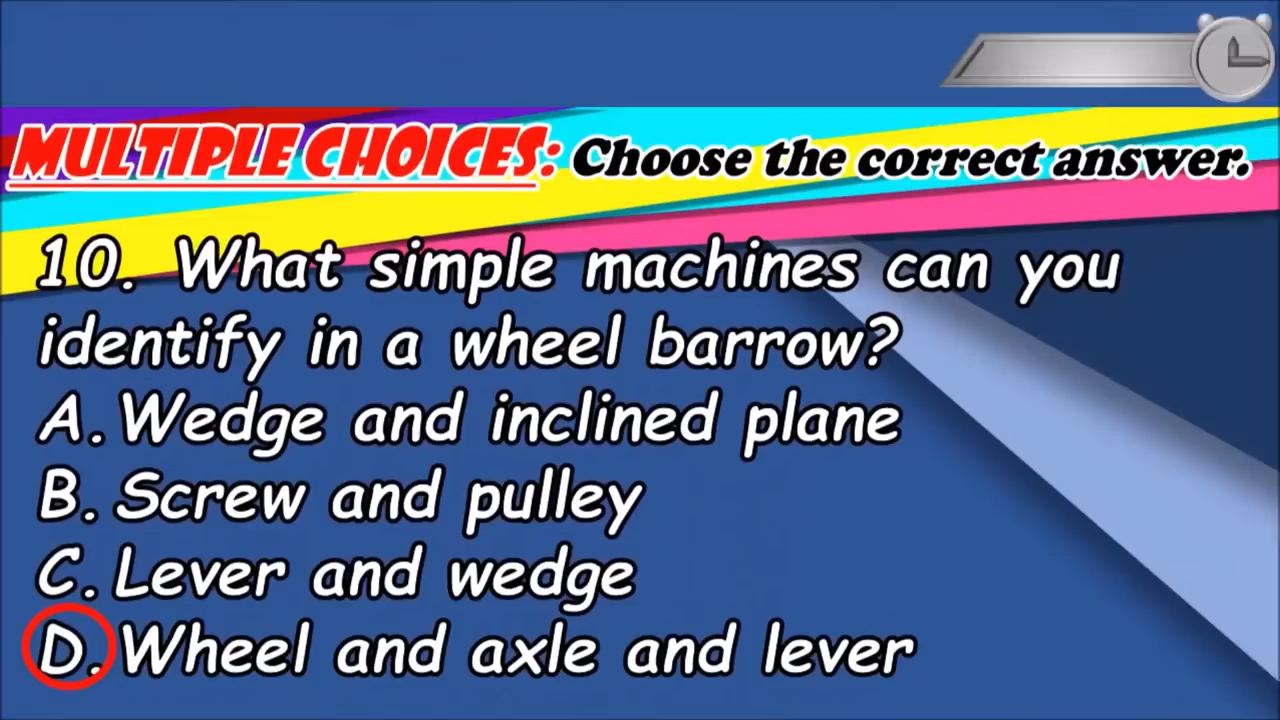 MULTIPLE CHOICES: Choose the correct answer.
10. What simple machines can you
identify in a wheel barrow?
A. Wedge and inclined plane
B. Screw and pulley
C. Lever and wedge
D. Wheel and axle and lever